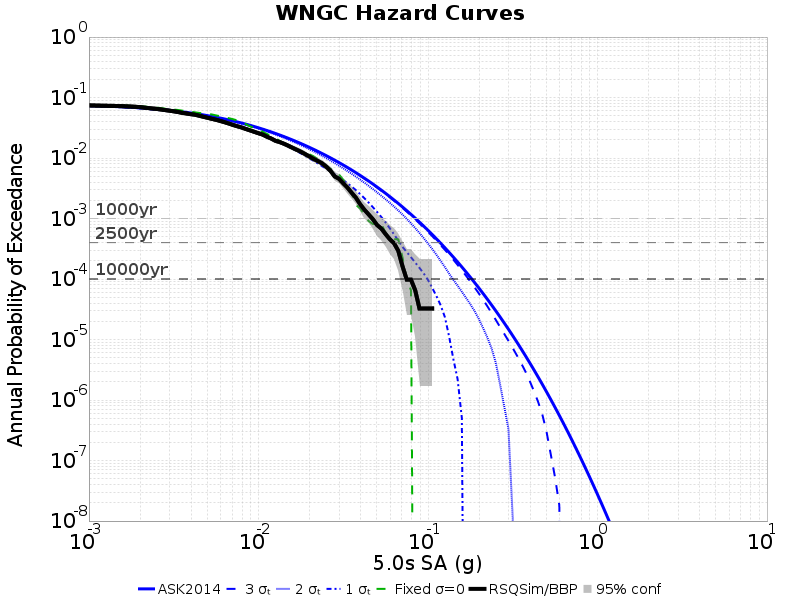 WNGC Hazard Curves
Annual Probability of Exceedance
10^0
10^-1
10^-2
10^-3
10^-4
10^-5
10^-6
10^-7
10^-8
1000yr
2500yr
10000yr
10^-3 10^-2 10^-1 10^0 10^1
5.0s SA (g)
ASK2014 3 σₜ 2 σₜ 1 σₜ Fixed σ=0 RSQSim/BBP 95% conf